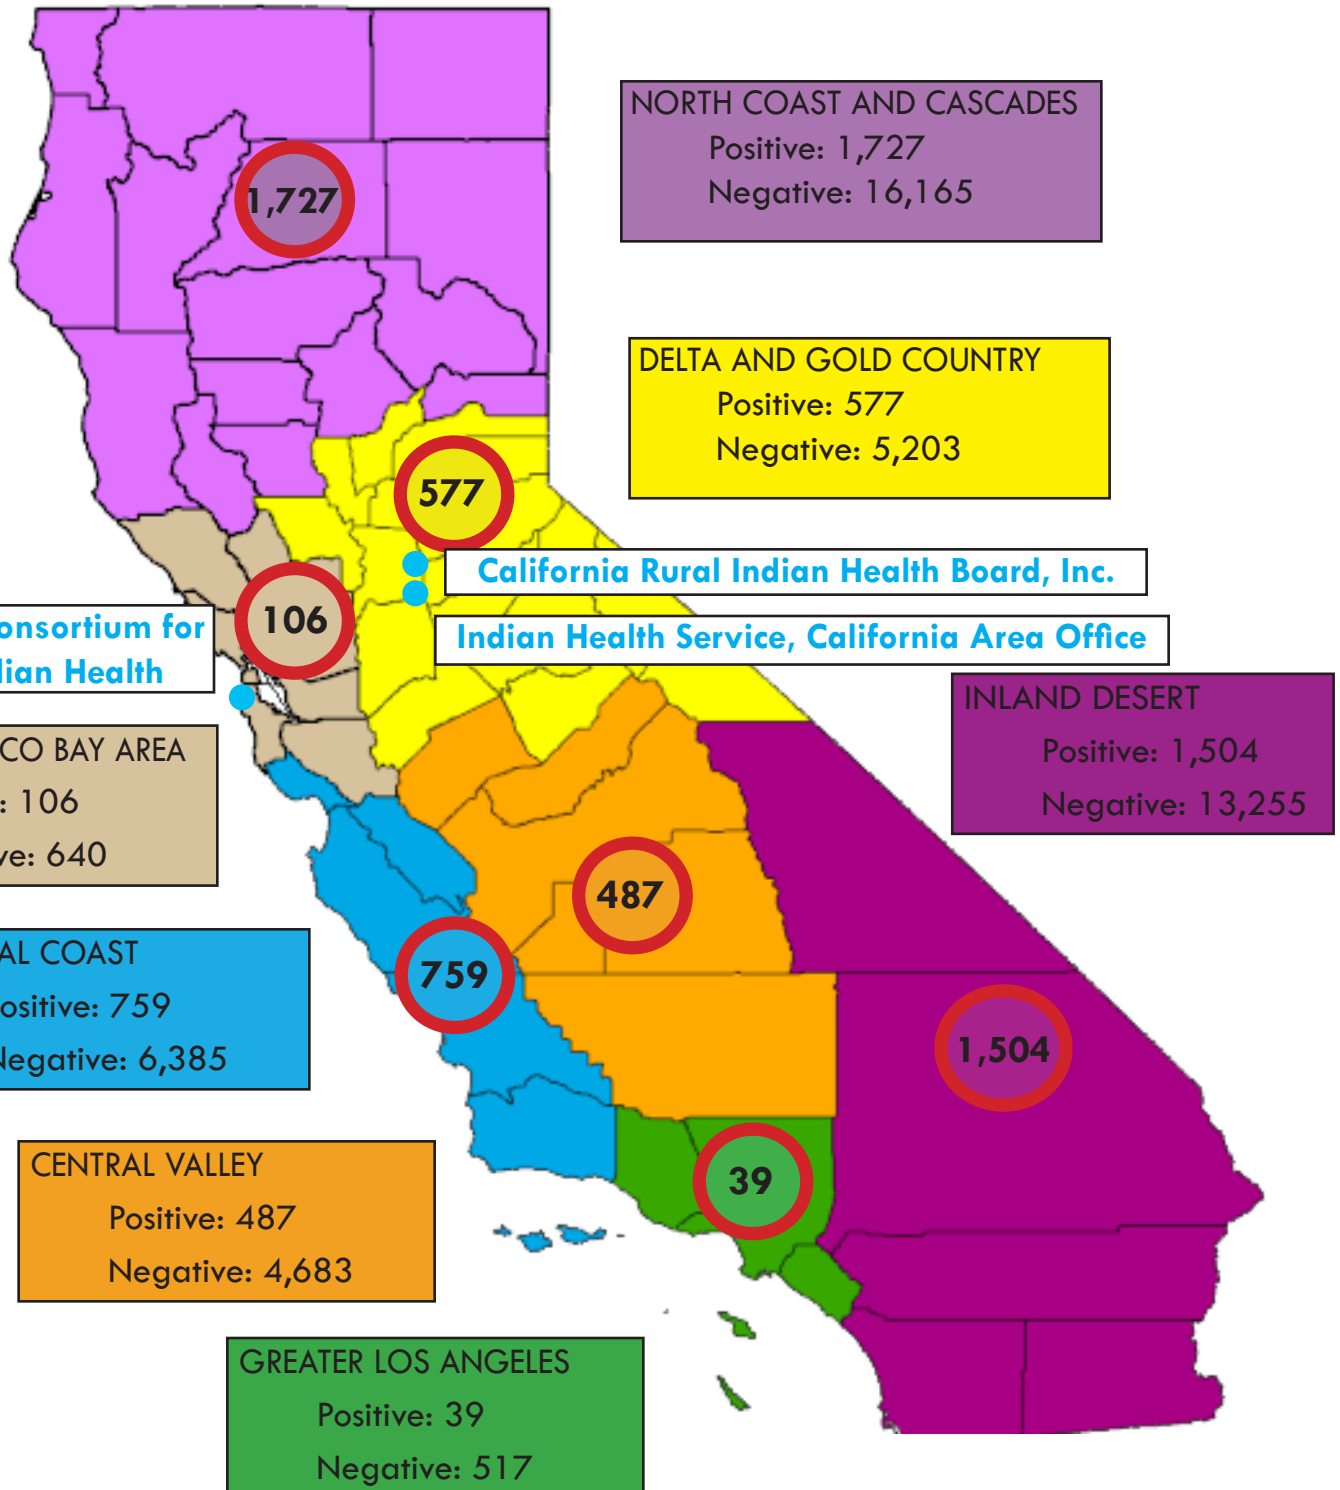 1,727
NORTH COAST AND CASCADES
Positive: 1,727
Negative: 16,165
DELTA AND GOLD COUNTRY
Positive: 577
Negative: 5,203
577
California Rural Indian Health Board, Inc.
Indian Health Service, California Area Office
106
onsortium for
dian Health
INLAND DESERT
Positive: 1,504
Negative: 13,255
CO BAY AREA
: 106
ve: 640
487
AL COAST
ositive: 759
Negative: 6,385
759
1,504
CENTRAL VALLEY
Positive: 487
Negative: 4,683
39
GREATER LOS ANGELES
Positive: 39
Negative: 517